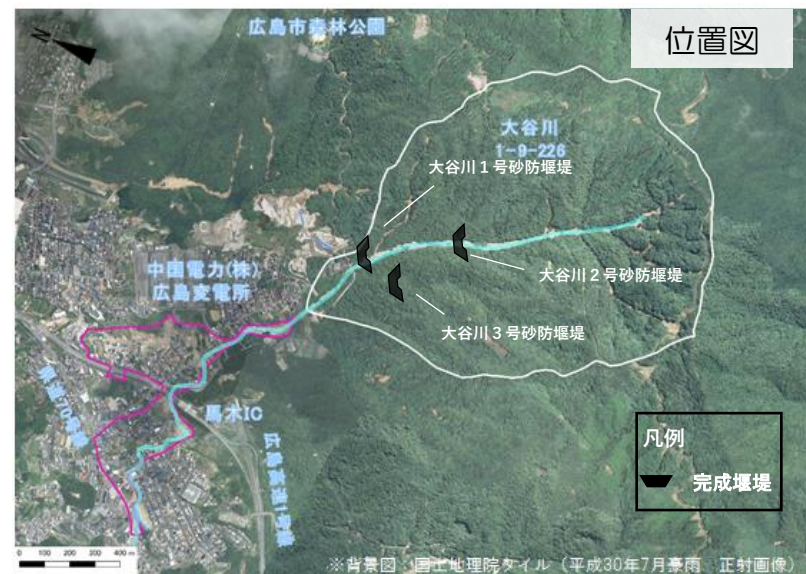 位置図
N
広島市森林公園
大谷川
1-9-226
大谷川1号砂防堰堤
大谷川2号砂防堰堤
大谷川3号砂防堰堤
中国電力(株)
広島変電所
県道70号線
馬木IC
広島高速1号線
凡例
完成堰堤
0 100 200 300 400 m
※背景図:国土地理院タイル(平成30年7月豪雨 正射画像)